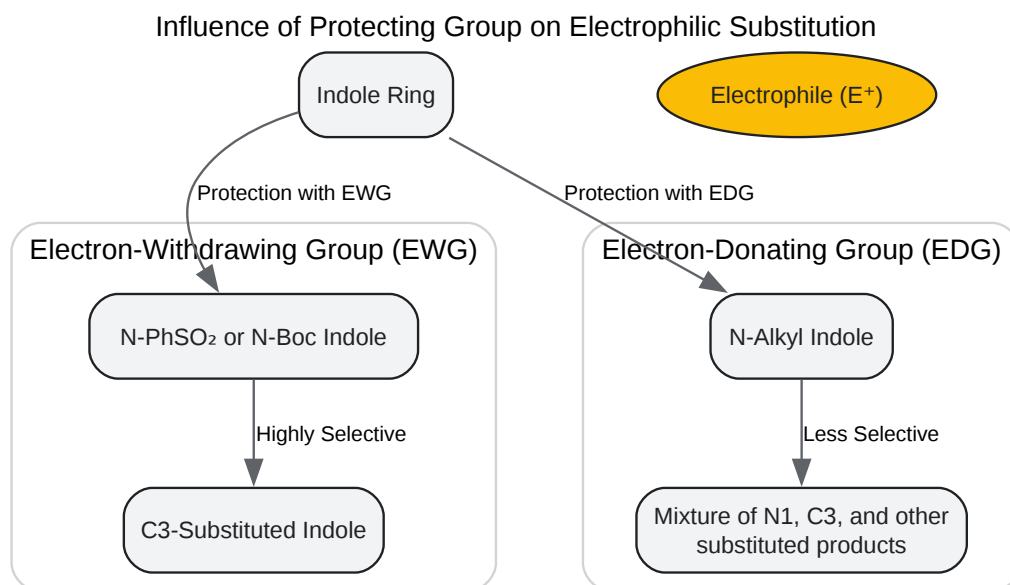 Influence of Protecting Group on Electrophilic Substitution
Indole Ring
Electrophile (E⁺)
Protection with EWG
Protection with EDG
Electron-Withdrawing Group (EWG)
Electron-Donating Group (EDG)
N-PhSO₂ or N-Boc Indole
N-Alkyl Indole
Highly Selective
Less Selective
C3-Substituted Indole
Mixture of N1, C3, and other
substituted products